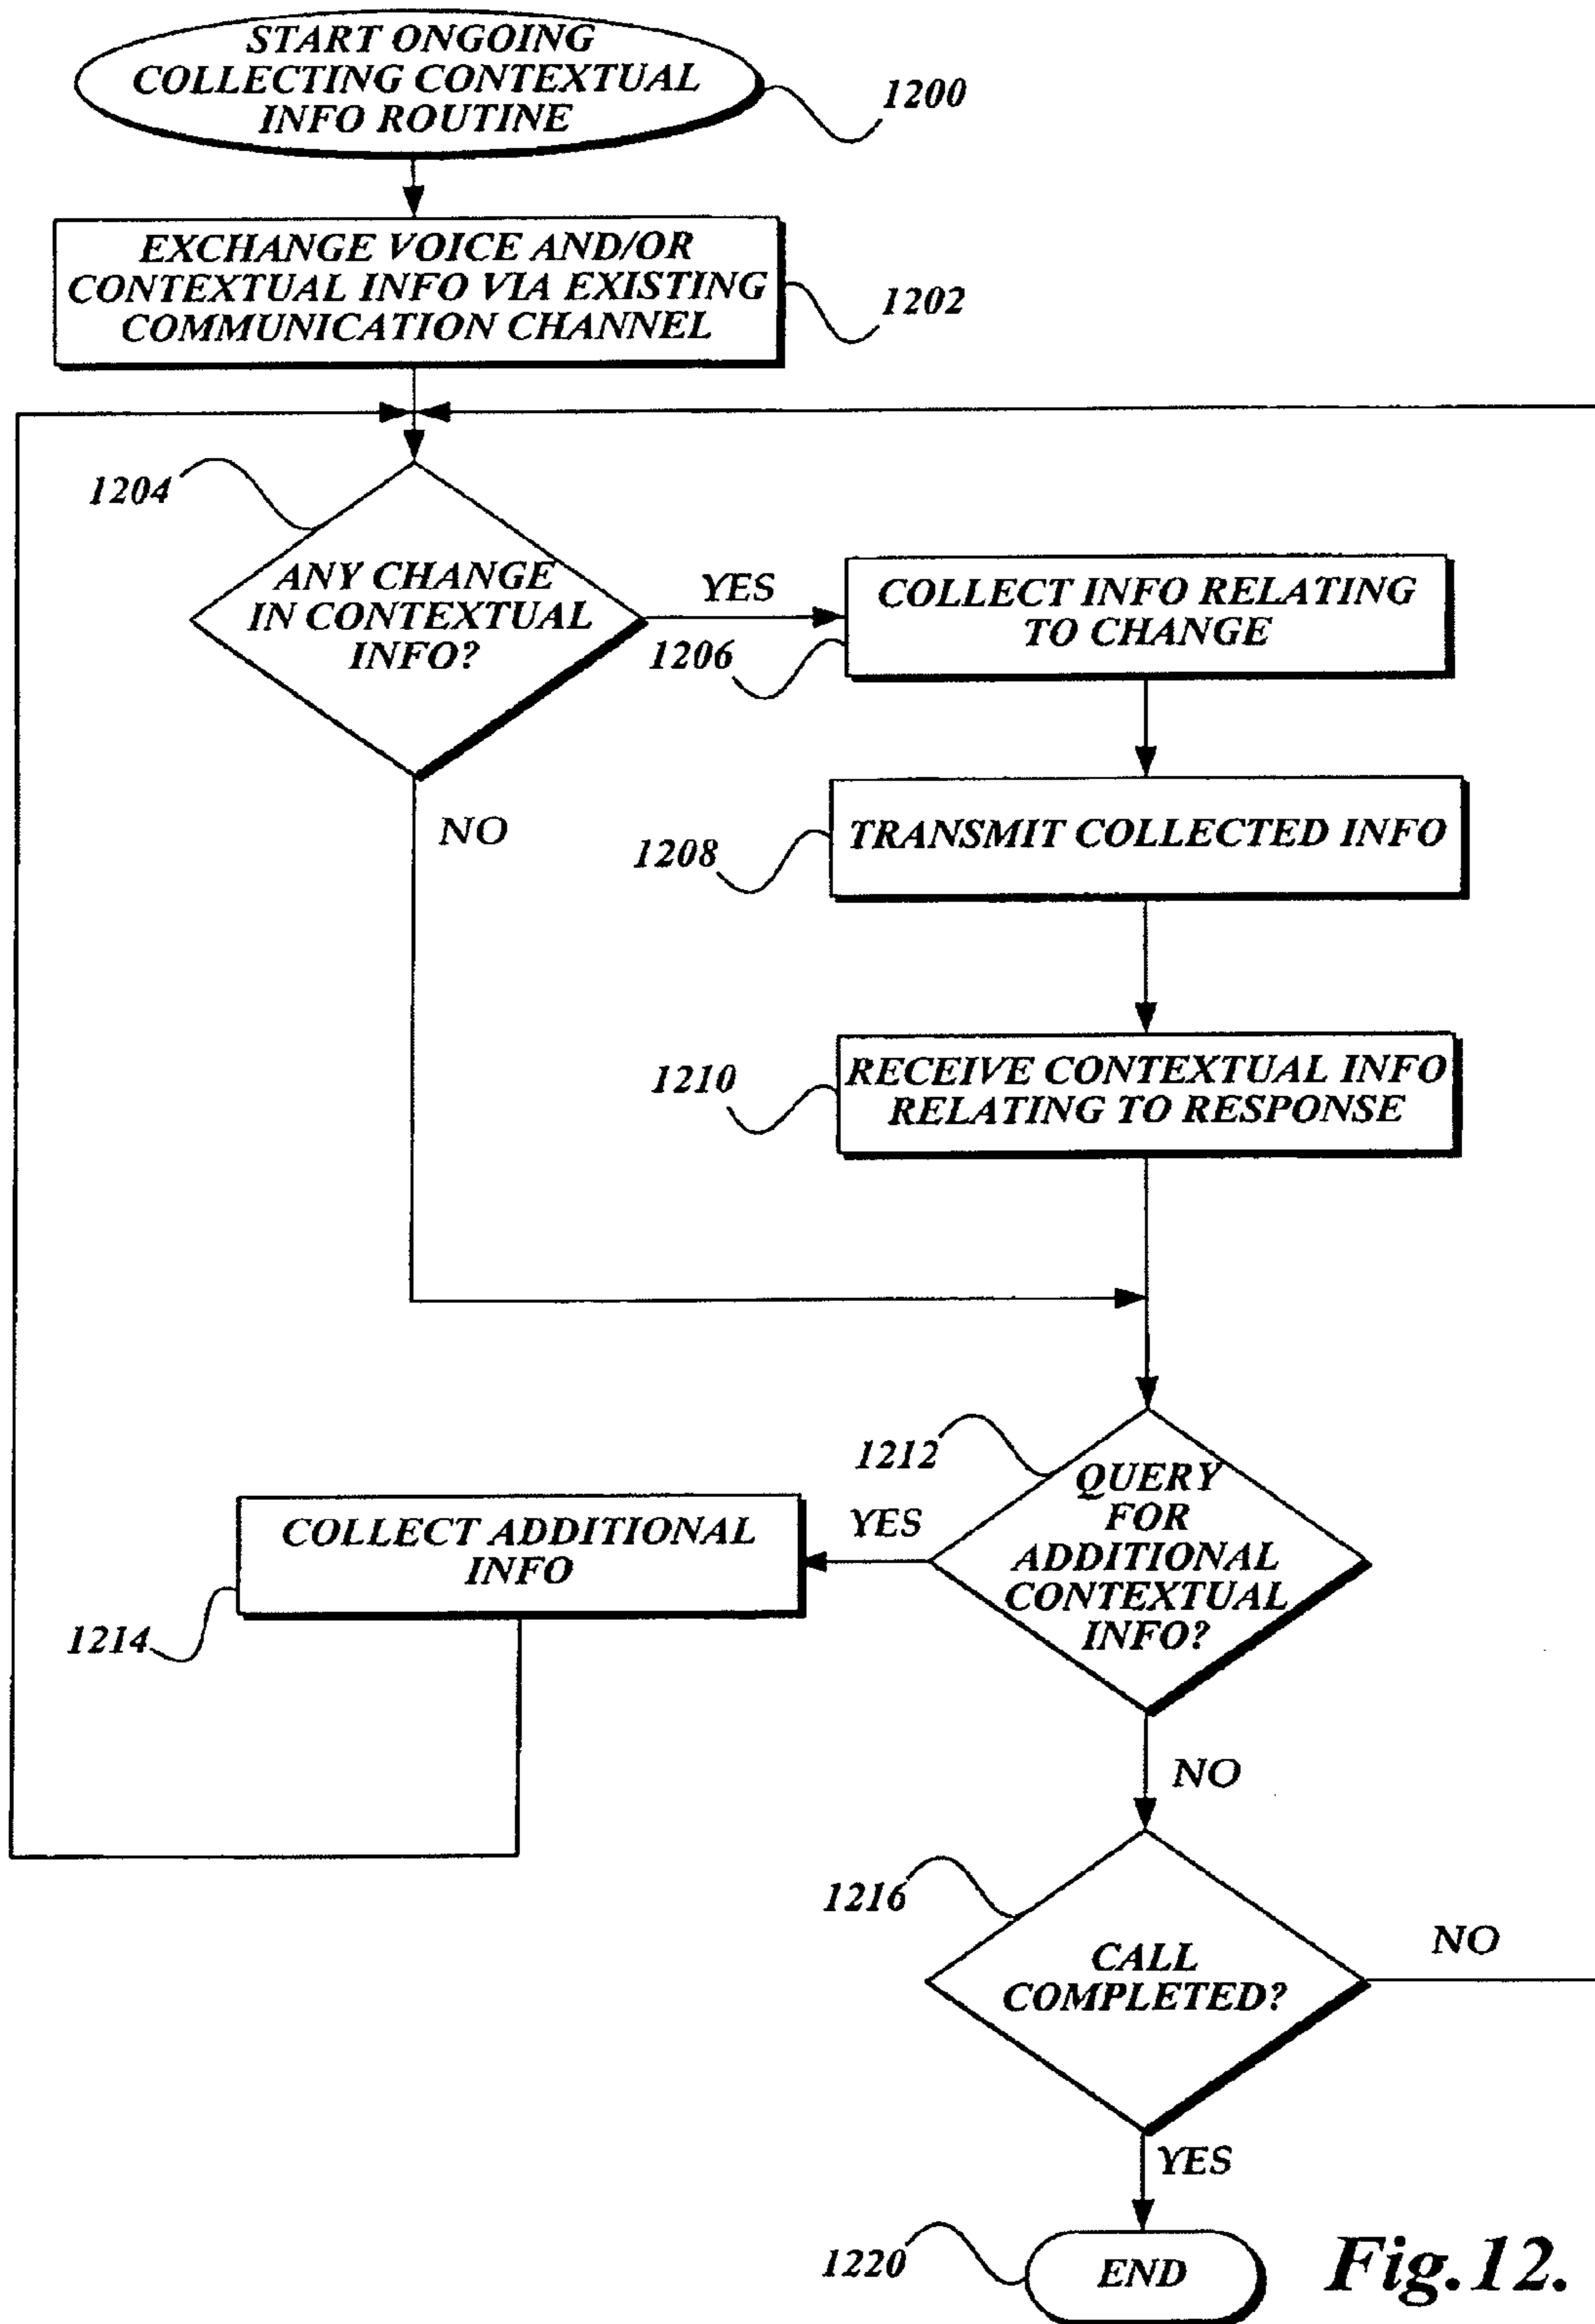 START ONGOING
COLLECTING CONTEXTUAL
INFO ROUTINE
1200
EXCHANGE VOICE AND/OR
CONTEXTUAL INFO VIA EXISTING
COMMUNICATION CHANNEL
1202
1204
ANY CHANGE
IN CONTEXTUAL
INFO?
YES
NO
COLLECT INFO RELATING
TO CHANGE
1206
TRANSMIT COLLECTED INFO
1208
RECEIVE CONTEXTUAL INFO
RELATING TO RESPONSE
1210
1212
QUERY
FOR
ADDITIONAL
CONTEXTUAL
INFO?
YES
COLLECT ADDITIONAL
INFO
1214
NO
1216
CALL
COMPLETED?
NO
YES
1220
END
Fig.12.